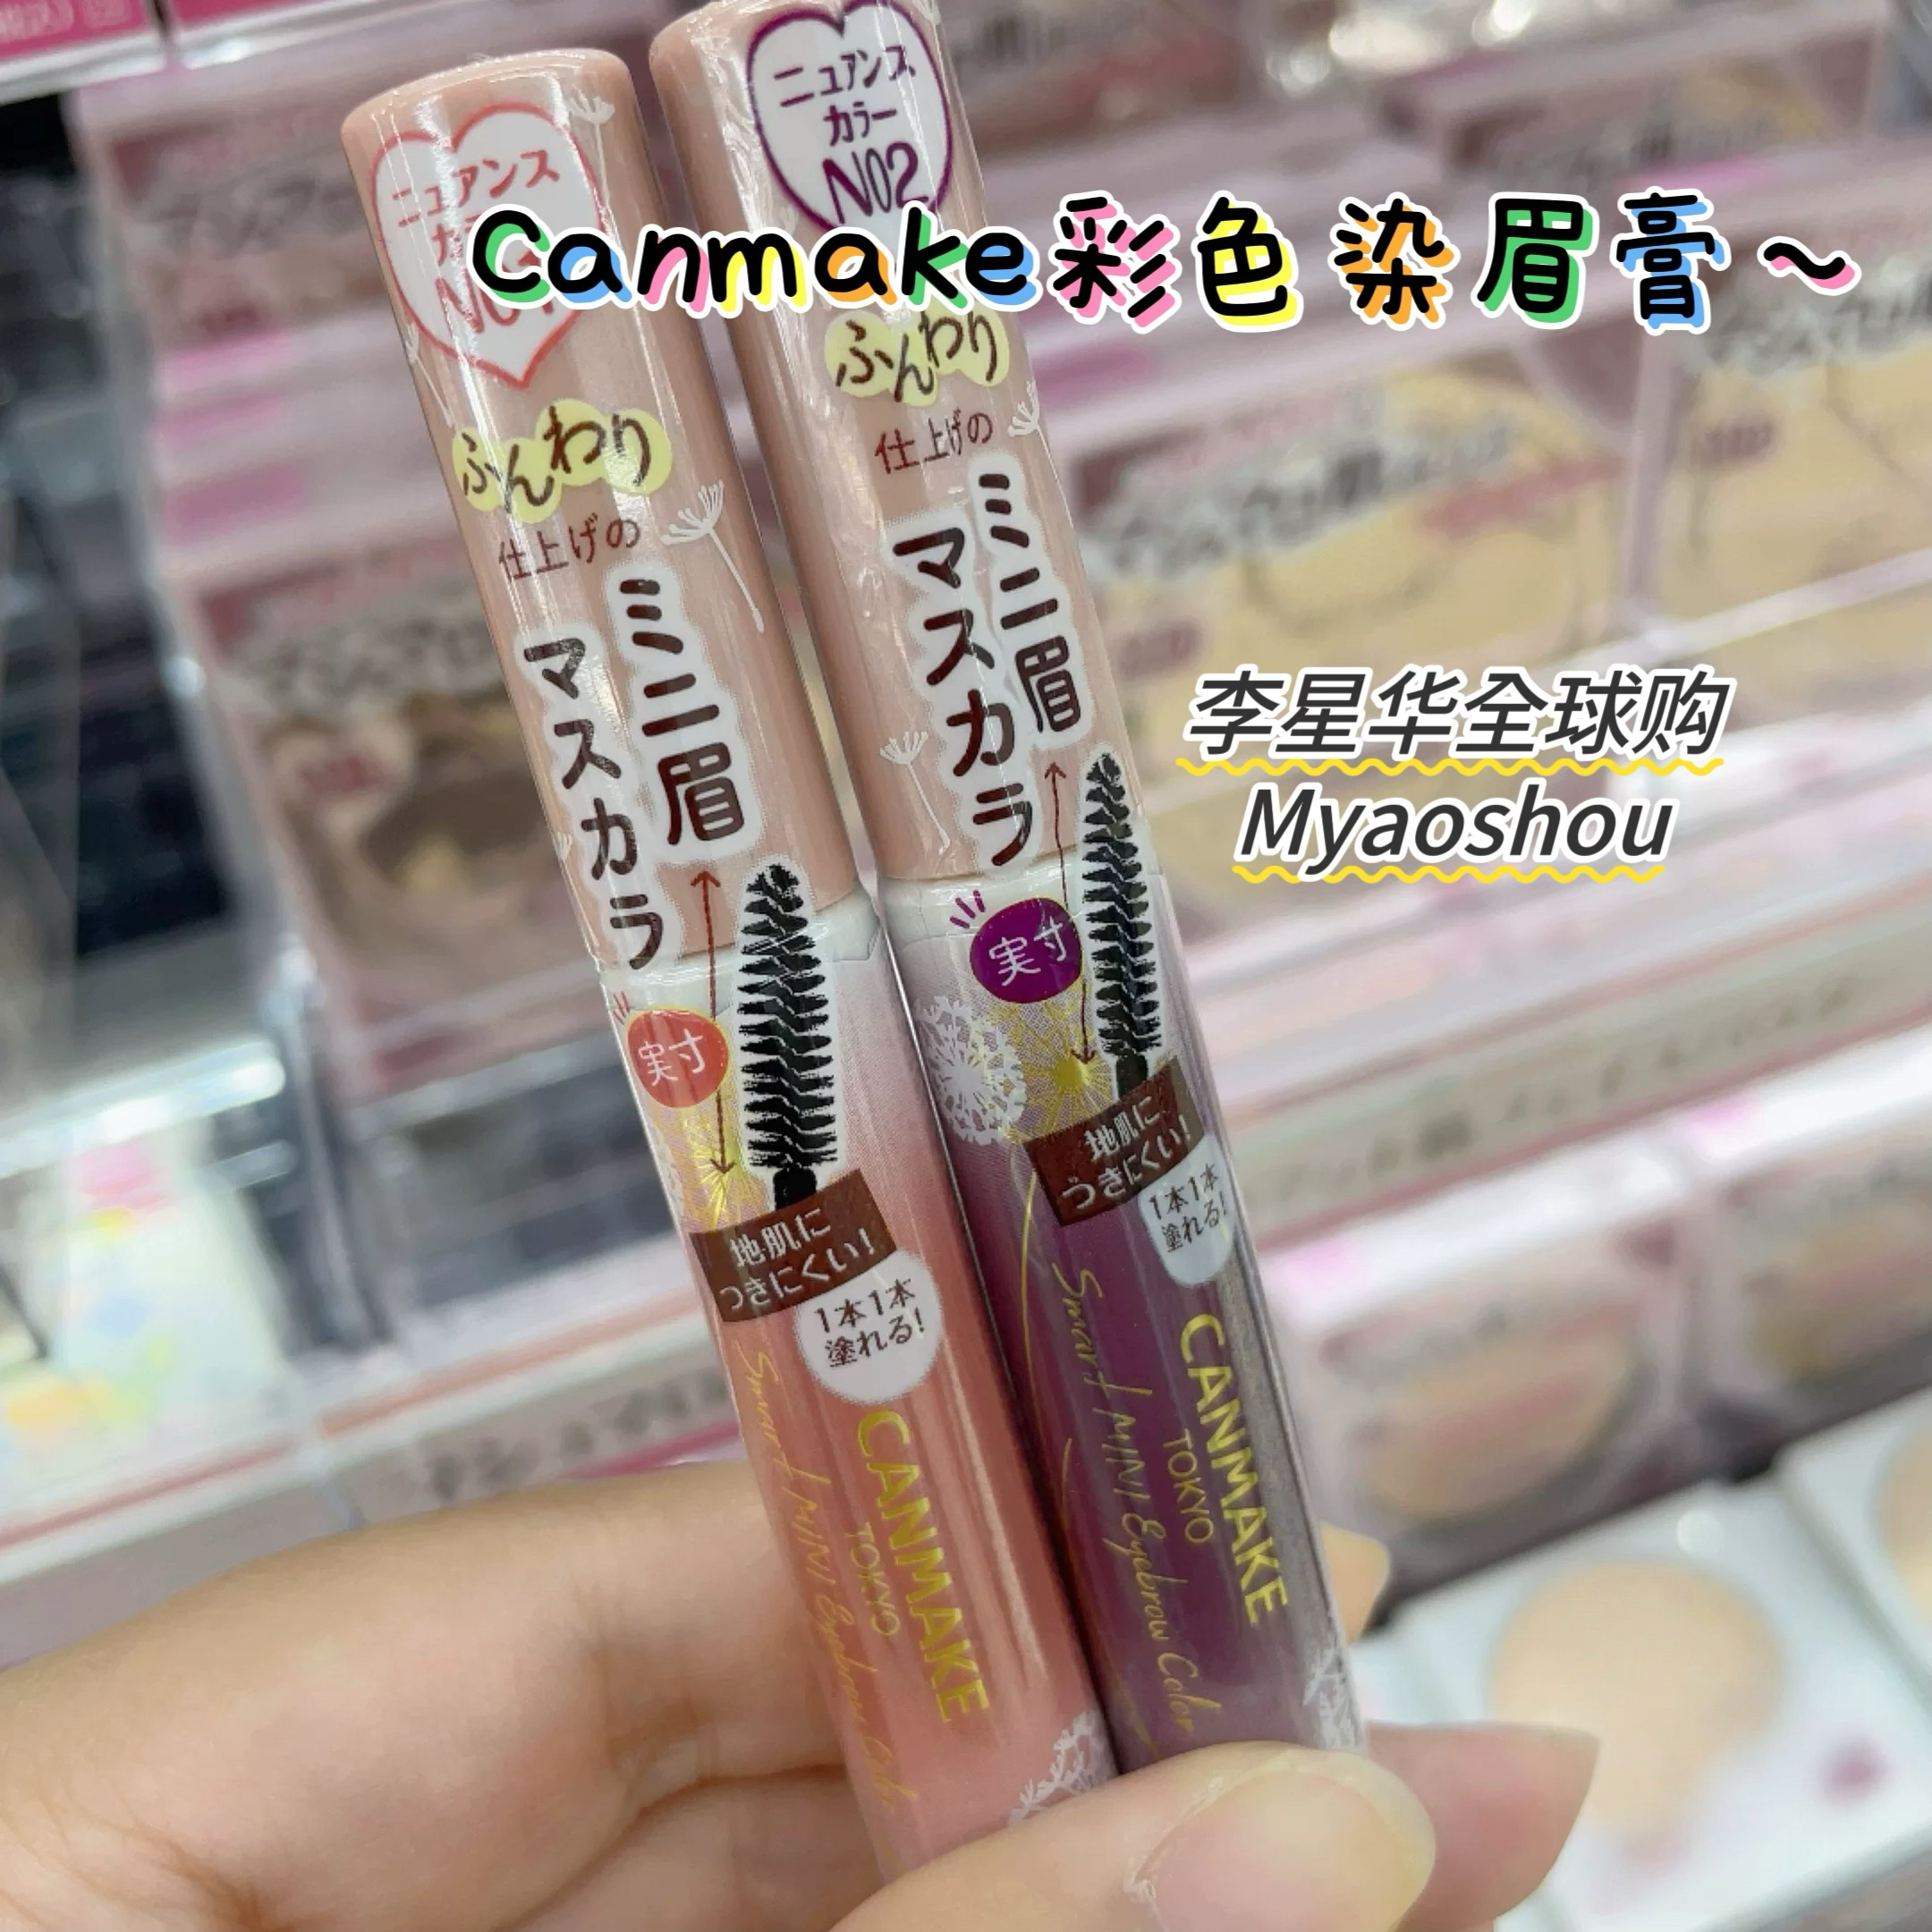 ニュアンス
カラー
N02
ニュアンス
Canmake彩色染眉膏～
ふんわり
仕上げの
ミニ眉
マスカラ
実寸
地肌に
つきにくい!
1本1本
塗れる!
CANMAKE
TOKYO
Smart MINI Eyebrow Color
ふんわり
仕上げの
ミニ眉
マスカラ
実寸
地肌に
つきにくい!
1本1本
塗れる!
CANMAKE
TOKYO
Smart MINI Eyebrow Color
李星华全球购
Myaoshou